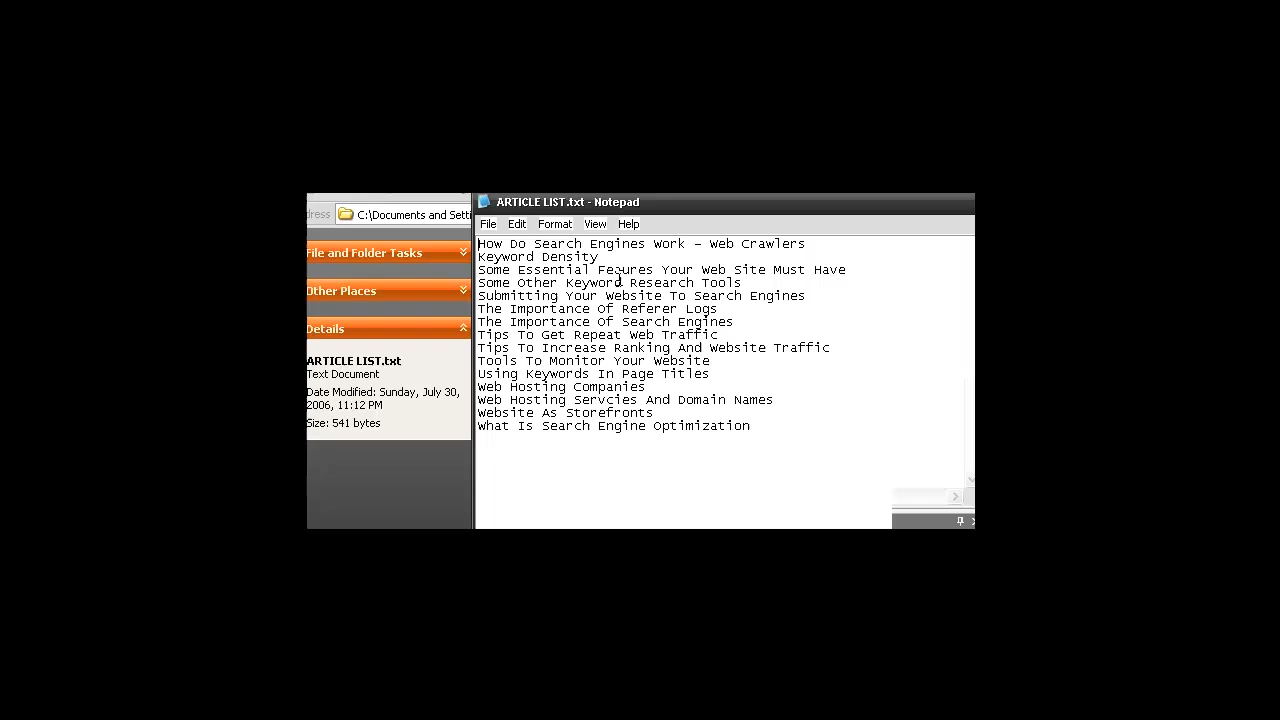 ARTICLE LIST.txt - Notepad
dress C:\Documents and Setti
File Edit Format View Help
File and Folder Tasks
Other Places
Details
ARTICLE LIST.txt
Text Document
Date Modified: Sunday, July 30,
2006, 11:12 PM
Size: 541 bytes
How Do Search Engines Work - Web Crawlers
Keyword Density
Some Essential Feures Your Web Site Must Have
Some Other Keyword Research Tools
Submitting Your Website To Search Engines
The Importance Of Referer Logs
The Importance Of Search Engines
Tips To Get Repeat Web Traffic
Tips To Increase Ranking And Website Traffic
Tools To Monitor Your Website
Using Keywords In Page Titles
Web Hosting Companies
Web Hosting Servcies And Domain Names
Website As Storefronts
What Is Search Engine Optimization